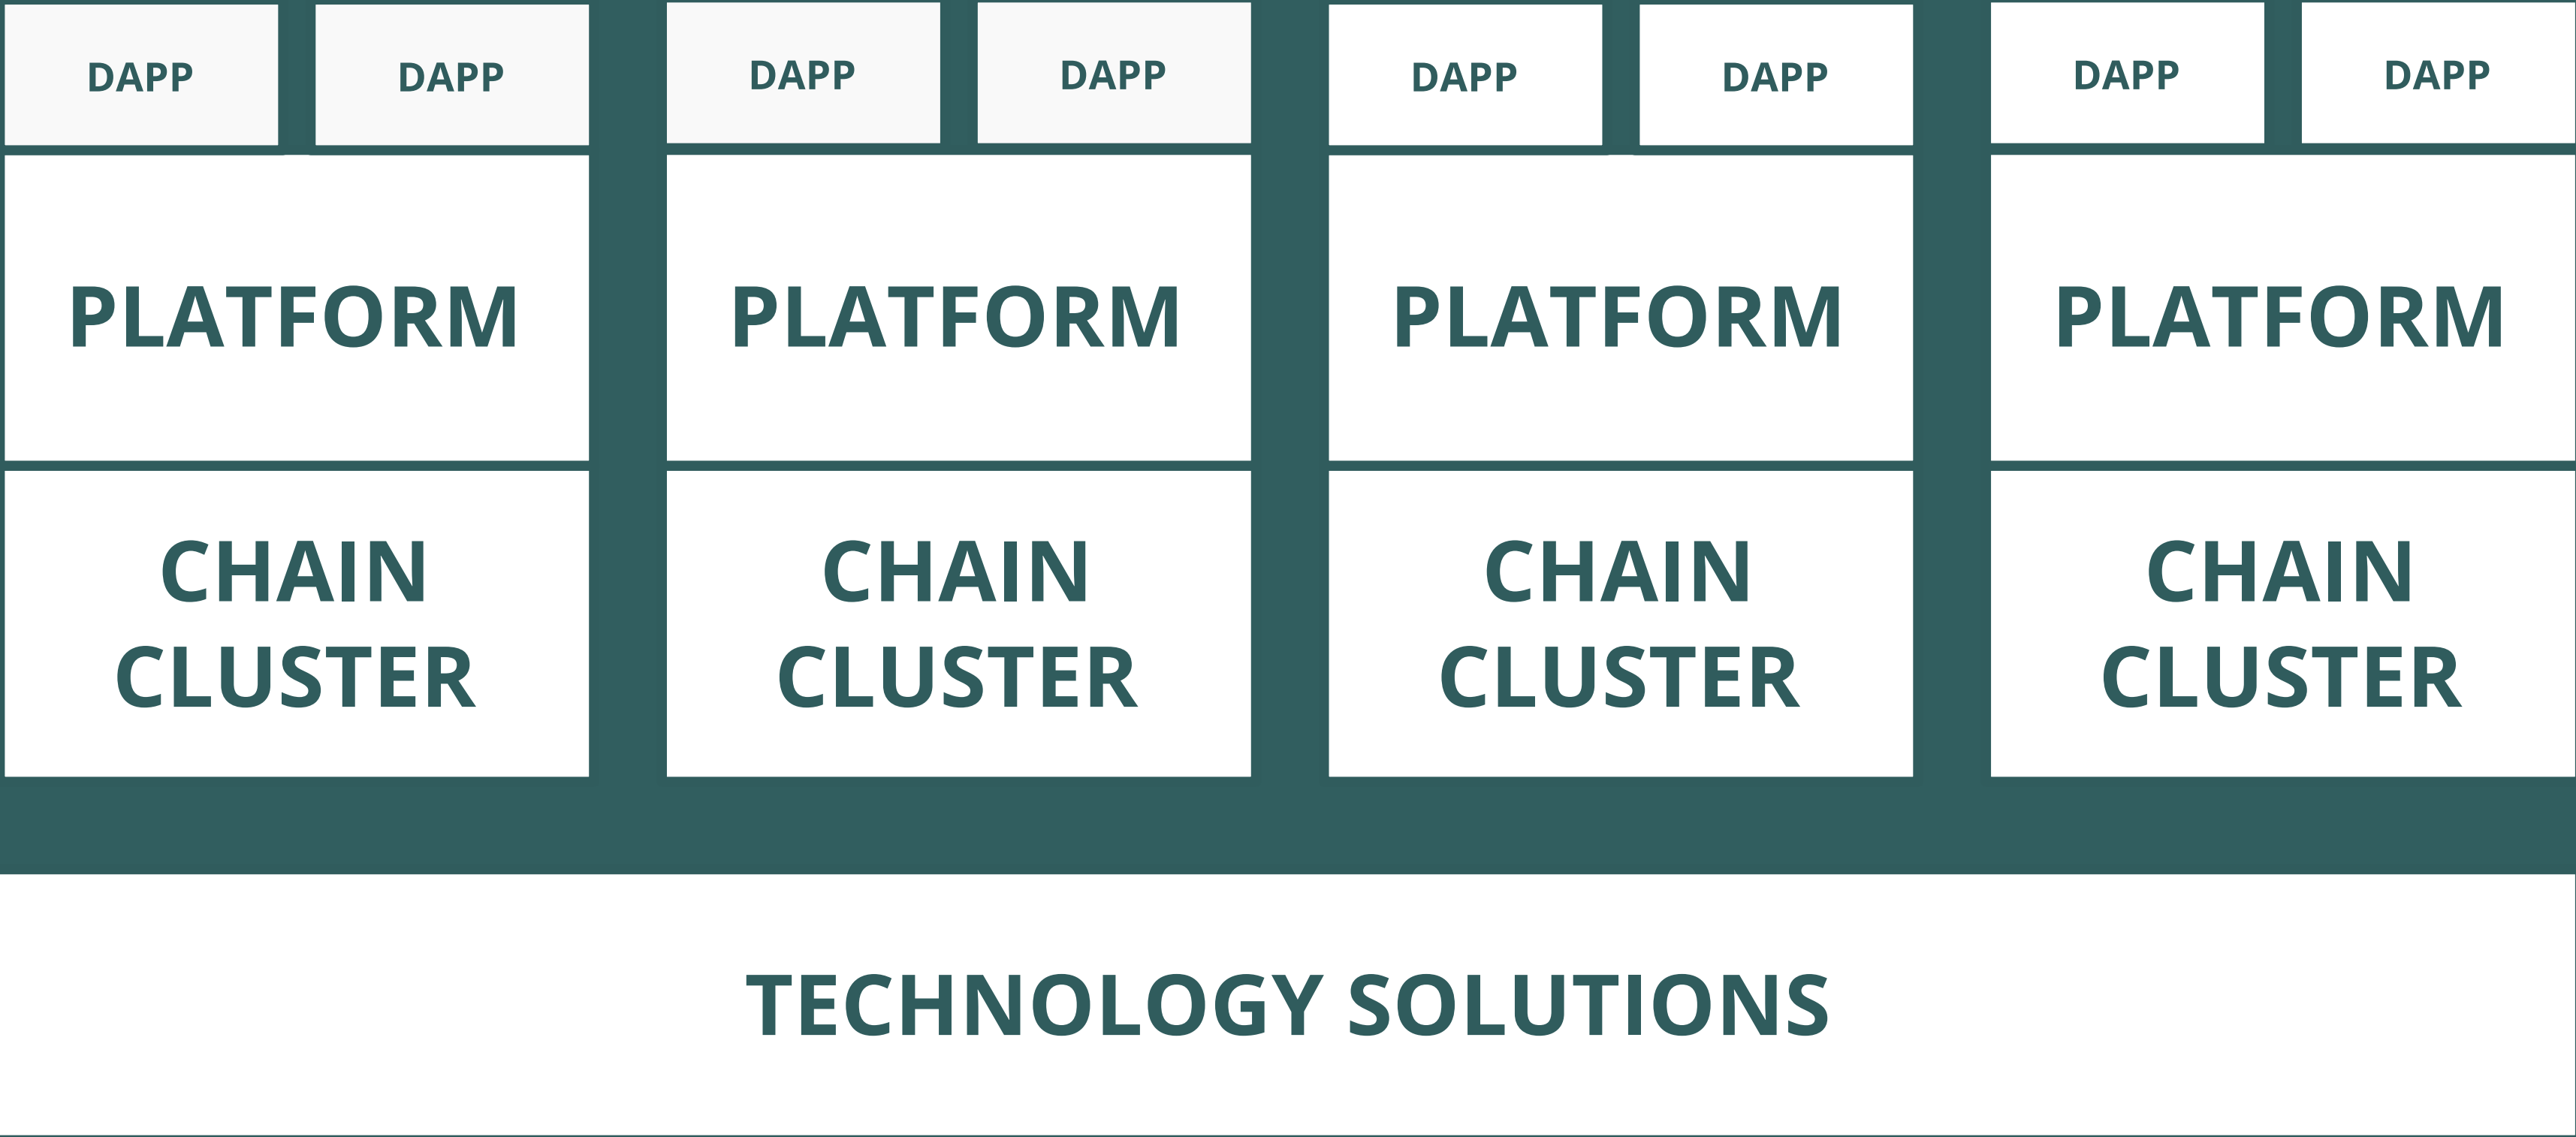 DAPP DAPP DAPP DAPP DAPP DAPP DAPP DAPP
PLATFORM PLATFORM PLATFORM PLATFORM
CHAIN CHAIN CHAIN CHAIN
CLUSTER CLUSTER CLUSTER CLUSTER
TECHNOLOGY SOLUTIONS